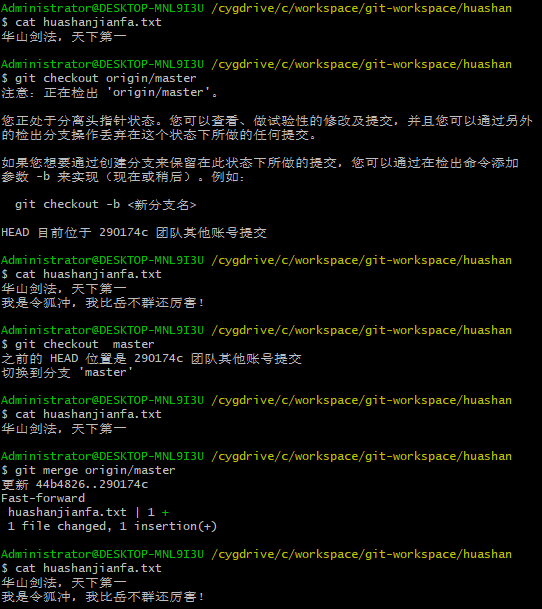 Administrator@DESKTOP-MNL9I3U /cygdrive/c/workspace/git-workspace/huashan
$ cat huashanjianfa.txt
华山剑法, 天下第一
Administrator@DESKTOP-MNL9I3U /cygdrive/c/workspace/git-workspace/huashan
$ git checkout origin/master
注意: 正在检出 'origin/master'。
您正处于分离头指针状态。您可以查看、做试验性的修改及提交, 并且您可以通过另外
的检出分支操作丢弃在这个状态下所做的任何提交。
如果您想要通过创建分支来保留在此状态下所做的提交, 您可以通过在检出命令添加
参数 -b 来实现 (现在或稍后)。例如:
git checkout -b <新分支名>
HEAD 目前位于 290174c 团队其他账号提交
Administrator@DESKTOP-MNL9I3U /cygdrive/c/workspace/git-workspace/huashan
$ cat huashanjianfa.txt
华山剑法, 天下第一
我是令狐冲, 我比岳不群还厉害!
Administrator@DESKTOP-MNL9I3U /cygdrive/c/workspace/git-workspace/huashan
$ git checkout  master
之前的 HEAD 位置是 290174c 团队其他账号提交
切换到分支 'master'
Administrator@DESKTOP-MNL9I3U /cygdrive/c/workspace/git-workspace/huashan
$ cat huashanjianfa.txt
华山剑法, 天下第一
Administrator@DESKTOP-MNL9I3U /cygdrive/c/workspace/git-workspace/huashan
$ git merge origin/master
更新 44b4826..290174c
Fast-forward
huashanjianfa.txt | 1 +
1 file changed, 1 insertion(+)
Administrator@DESKTOP-MNL9I3U /cygdrive/c/workspace/git-workspace/huashan
$ cat huashanjianfa.txt
华山剑法, 天下第一
我是令狐冲, 我比岳不群还厉害!